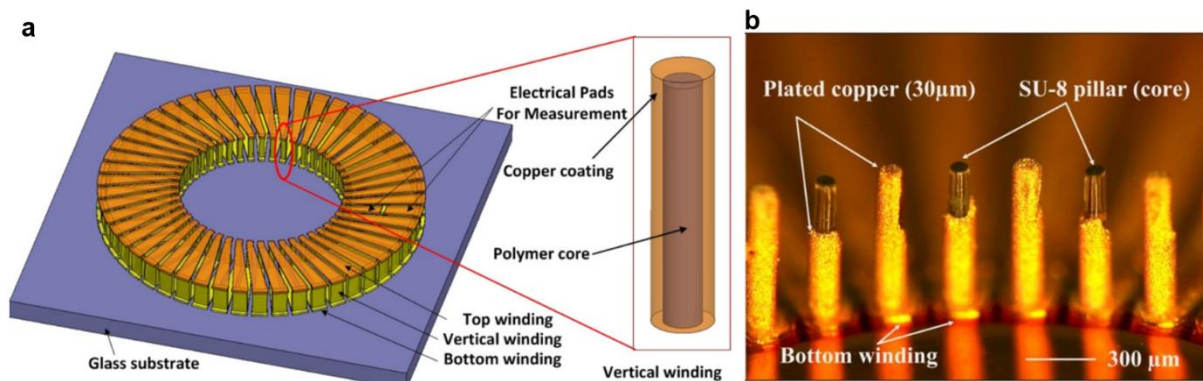 a
Electrical Pads
For Measurement
Copper coating
Polymer core
Top winding
Vertical winding
Bottom winding
Glass substrate
Vertical winding
b
Plated copper (30µm)
SU-8 pillar (core)
Bottom winding
300 µm